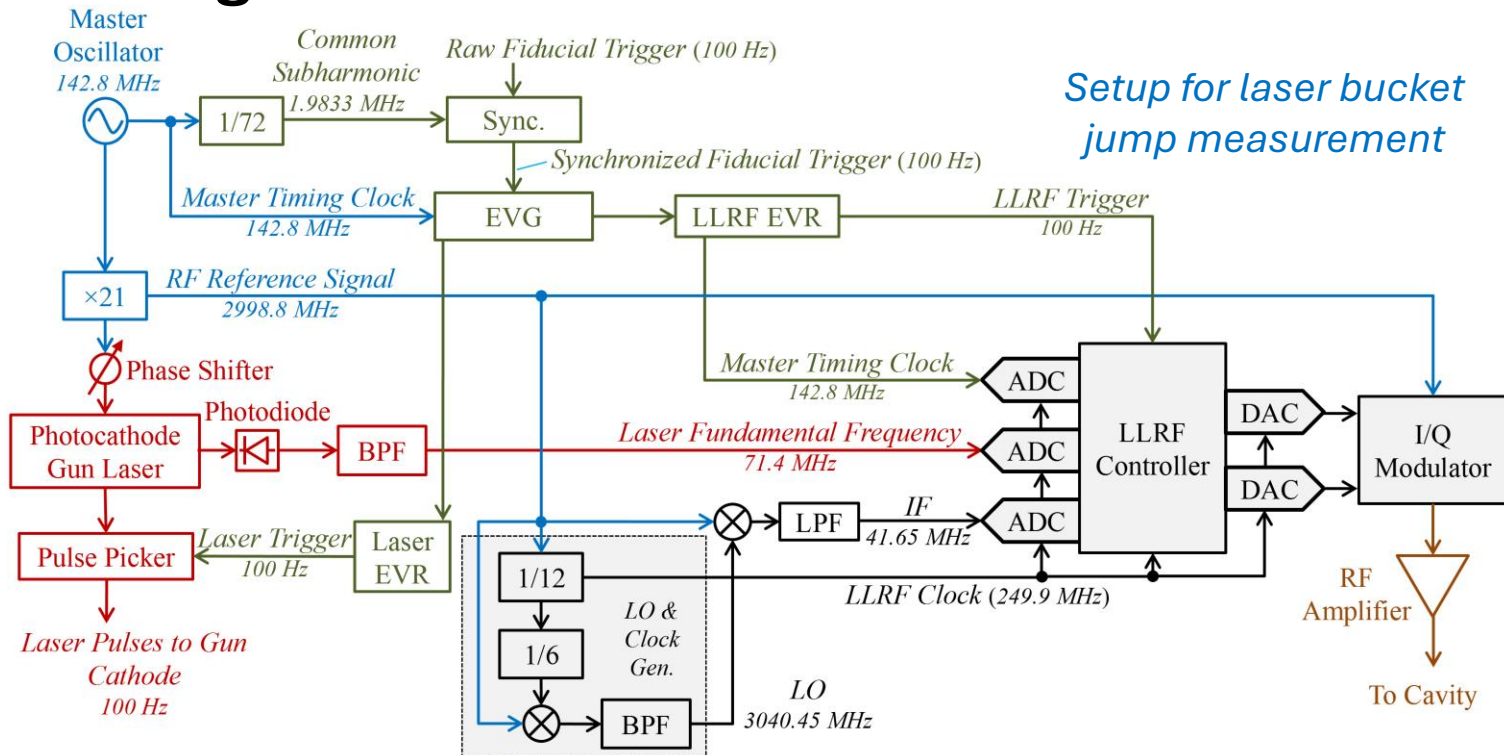 Master
Oscillator
142.8 MHz
Common
Subharmonic
1.9833 MHz
Raw Fiducial Trigger (100 Hz)
Setup for laser bucket
jump measurement
1/72
Sync.
Synchronized Fiducial Trigger (100 Hz)
Master Timing Clock
142.8 MHz
EVG
LLRF EVR
LLRF Trigger
100 Hz
×21
RF Reference Signal
2998.8 MHz
Phase Shifter
Master Timing Clock
142.8 MHz
ADC
Photocathode
Gun Laser
Photodiode
BPF
Laser Fundamental Frequency
71.4 MHz
ADC
LLRF
Controller
DAC
DAC
I/Q
Modulator
LPF
IF
41.65 MHz
ADC
Pulse Picker
Laser Trigger
100 Hz
Laser
EVR
1/12
LLRF Clock (249.9 MHz)
1/6
LO &
Clock
Gen.
RF
Amplifier
Laser Pulses to Gun
Cathode
100 Hz
BPF
LO
3040.45 MHz
To Cavity